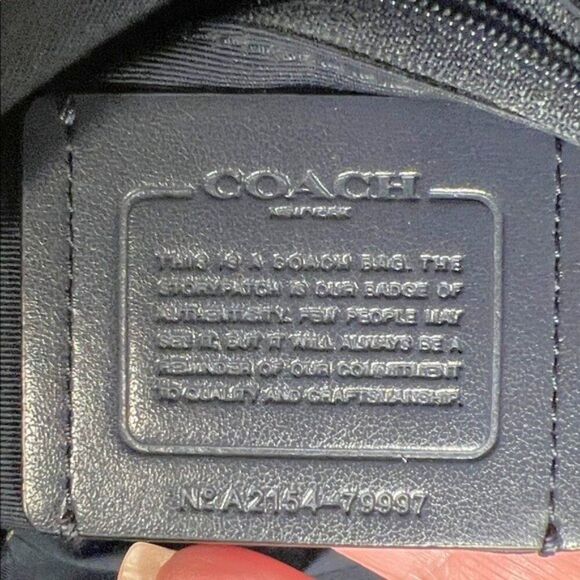 COACH
NEW YORK
THIS IS A COACH BAG. THE
STORYPATCH IS OUR BADGE OF
AUTHENTICITY. FEW PEOPLE MAY
SEE IT, BUT IT WILL ALWAYS BE A
REMINDER OF OUR COMMITMENT
TO QUALITY AND CRAFTSMANSHIP.
Nº A2154-79997